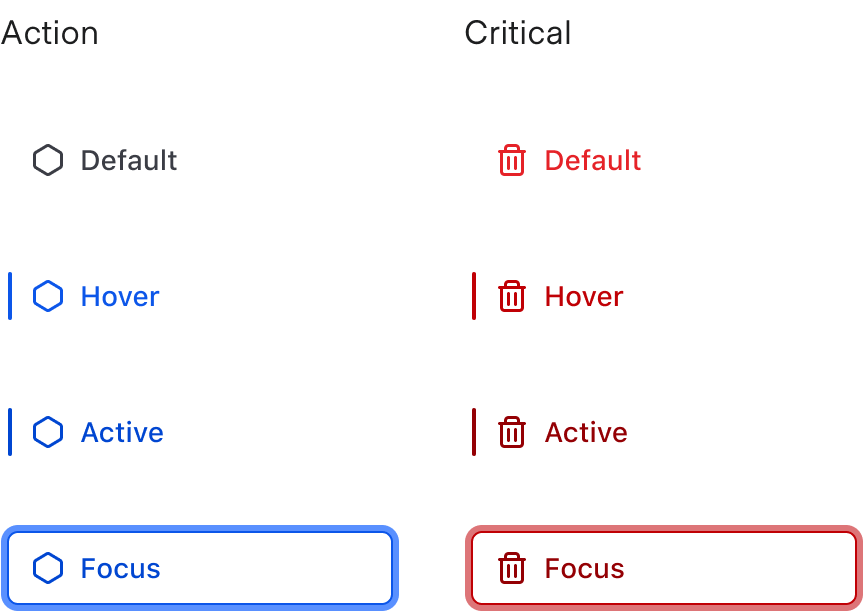 Action
Critical
Default
Default
Hover
Hover
Active
Active
Focus
Focus